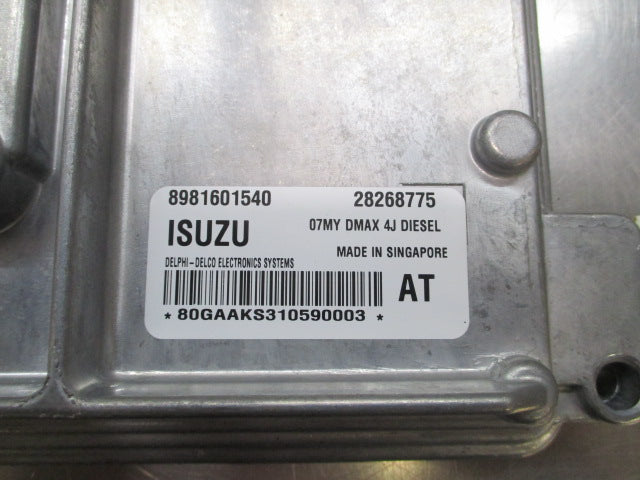 8981601540 28268775
ISUZU 07MY DMAX 4J DIESEL
MADE IN SINGAPORE
DELPHI-DELCO ELECTRONICS SYSTEMS
AT
*80GAAKS310590003 *